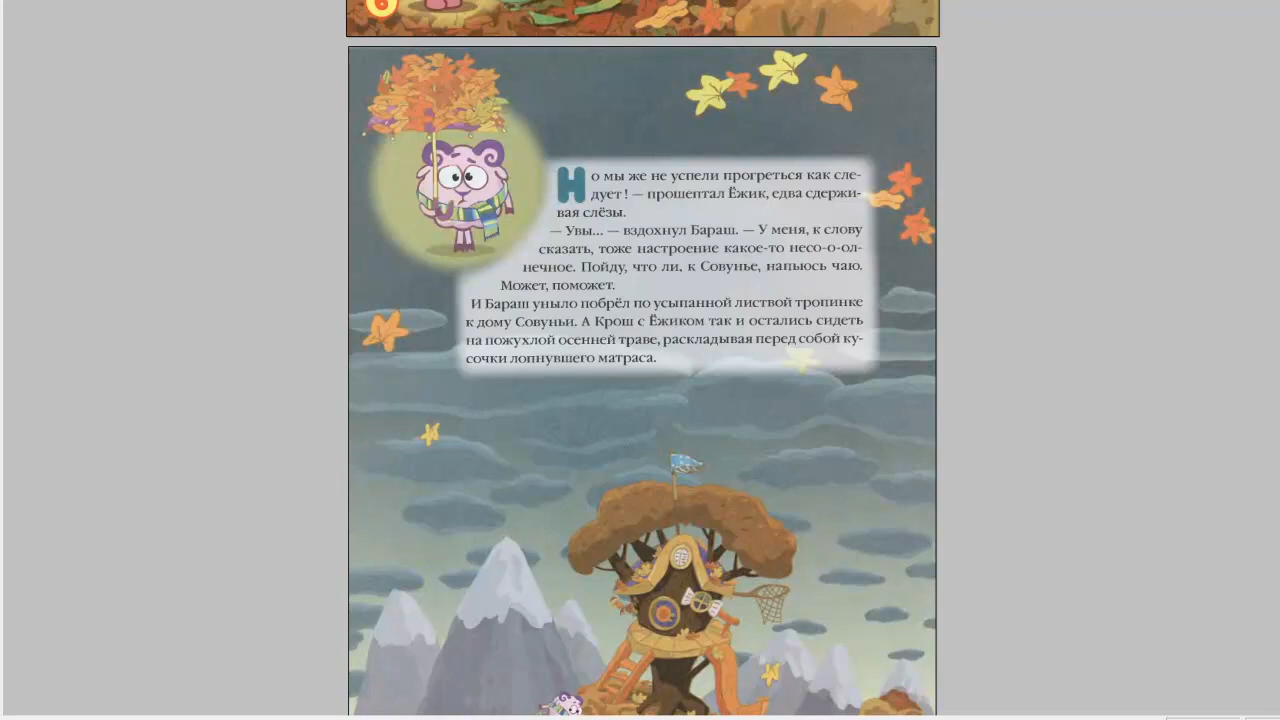 6
Но мы же не успели прогреться как сле-
дует! — прошептал Ёжик, едва сдержи-
вая слёзы.
— Увы... — вздохнул Бараш. — У меня, к слову
сказать, тоже настроение какое-то несо-о-ол-
нечное. Пойду, что ли, к Совунье, напьюсь чаю.
Может, поможет.
И Бараш уныло побрёл по усыпанной листвой тропинке
к дому Совуньи. А Крош с Ёжиком так и остались сидеть
на пожухлой осенней траве, раскладывая перед собой ку-
сочки лопнувшего матраса.